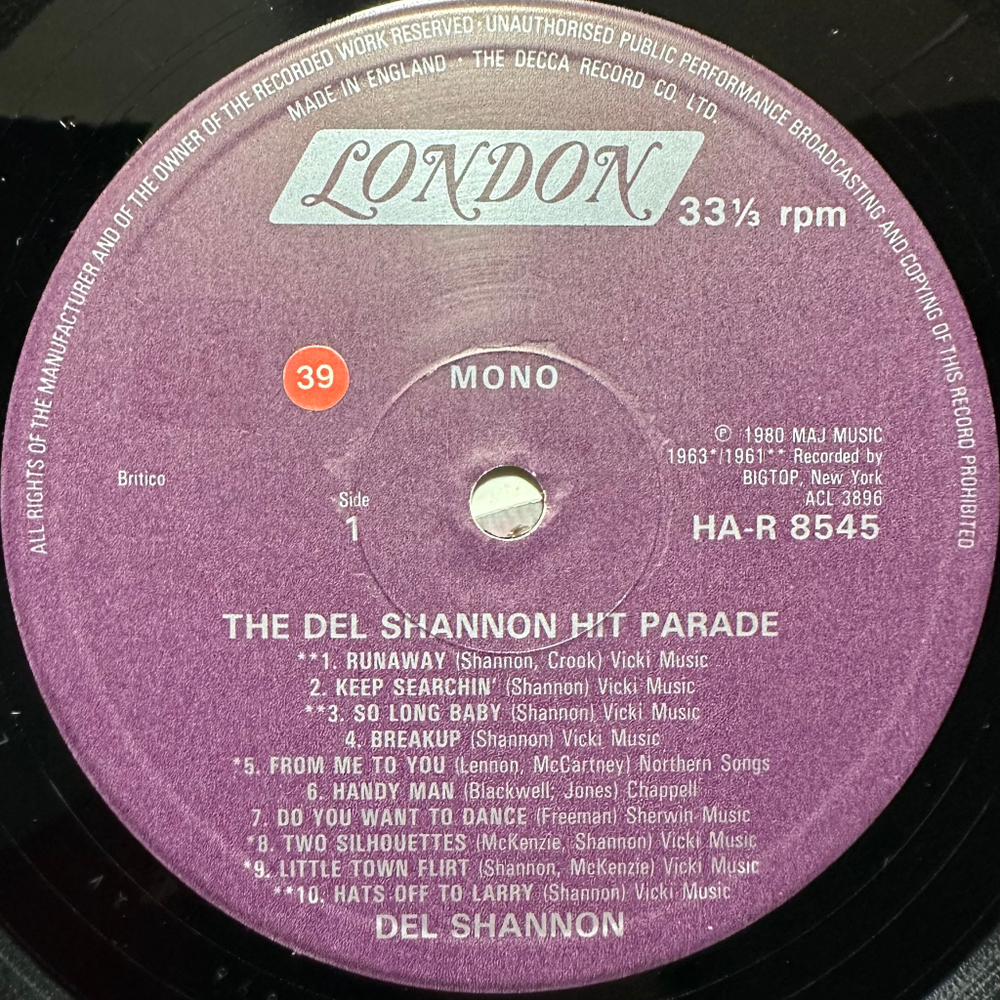 ALL RIGHTS OF THE MANUFACTURER AND OF THE OWNER OF THE RECORDED WORK RESERVED · UNAUTHORISED PUBLIC PERFORMANCE BROADCASTING AND COPYING OF THIS RECORD PROHIBITED
MADE IN ENGLAND · THE DECCA RECORD CO. LTD.
LONDON
33⅓ rpm
39
MONO
℗ 1980 MAJ MUSIC
1963*/1961** Recorded by
BIGTOP, New York
ACL 3896
HA-R 8545
Britico
Side
1
THE DEL SHANNON HIT PARADE
**1. RUNAWAY (Shannon, Crook) Vicki Music
2. KEEP SEARCHIN' (Shannon) Vicki Music
**3. SO LONG BABY (Shannon) Vicki Music
4. BREAKUP (Shannon) Vicki Music
*5. FROM ME TO YOU (Lennon, McCartney) Northern Songs
6. HANDY MAN (Blackwell; Jones) Chappell
7. DO YOU WANT TO DANCE (Freeman) Sherwin Music
*8. TWO SILHOUETTES (McKenzie, Shannon) Vicki Music
*9. LITTLE TOWN FLIRT (Shannon, McKenzie) Vicki Music
**10. HATS OFF TO LARRY (Shannon) Vicki Music
DEL SHANNON